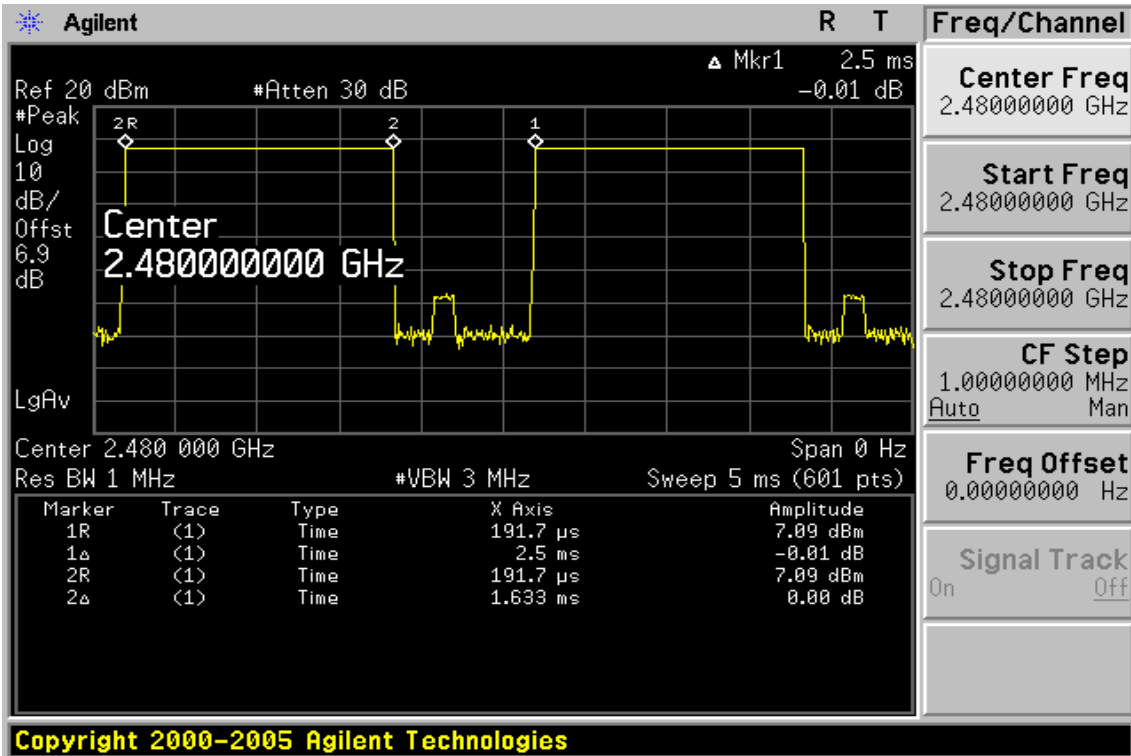 Agilent R T
△ Mkr1 2.5 ms
Ref 20 dBm #Atten 30 dB -0.01 dB
#Peak
Log
10
dB/
Offst
6.9
dB
LgAv
2R 2 1
Center
2.480000000 GHz
Center 2.480 000 GHz Span 0 Hz
Res BW 1 MHz #VBW 3 MHz Sweep 5 ms (601 pts)
Marker Trace Type X Axis Amplitude
1R (1) Time 191.7 µs 7.09 dBm
1△ (1) Time 2.5 ms -0.01 dB
2R (1) Time 191.7 µs 7.09 dBm
2△ (1) Time 1.633 ms 0.00 dB
Copyright 2000-2005 Agilent Technologies
Freq/Channel
Center Freq
2.48000000 GHz
Start Freq
2.48000000 GHz
Stop Freq
2.48000000 GHz
CF Step
1.00000000 MHz
Auto Man
Freq Offset
0.00000000 Hz
Signal Track
On Off